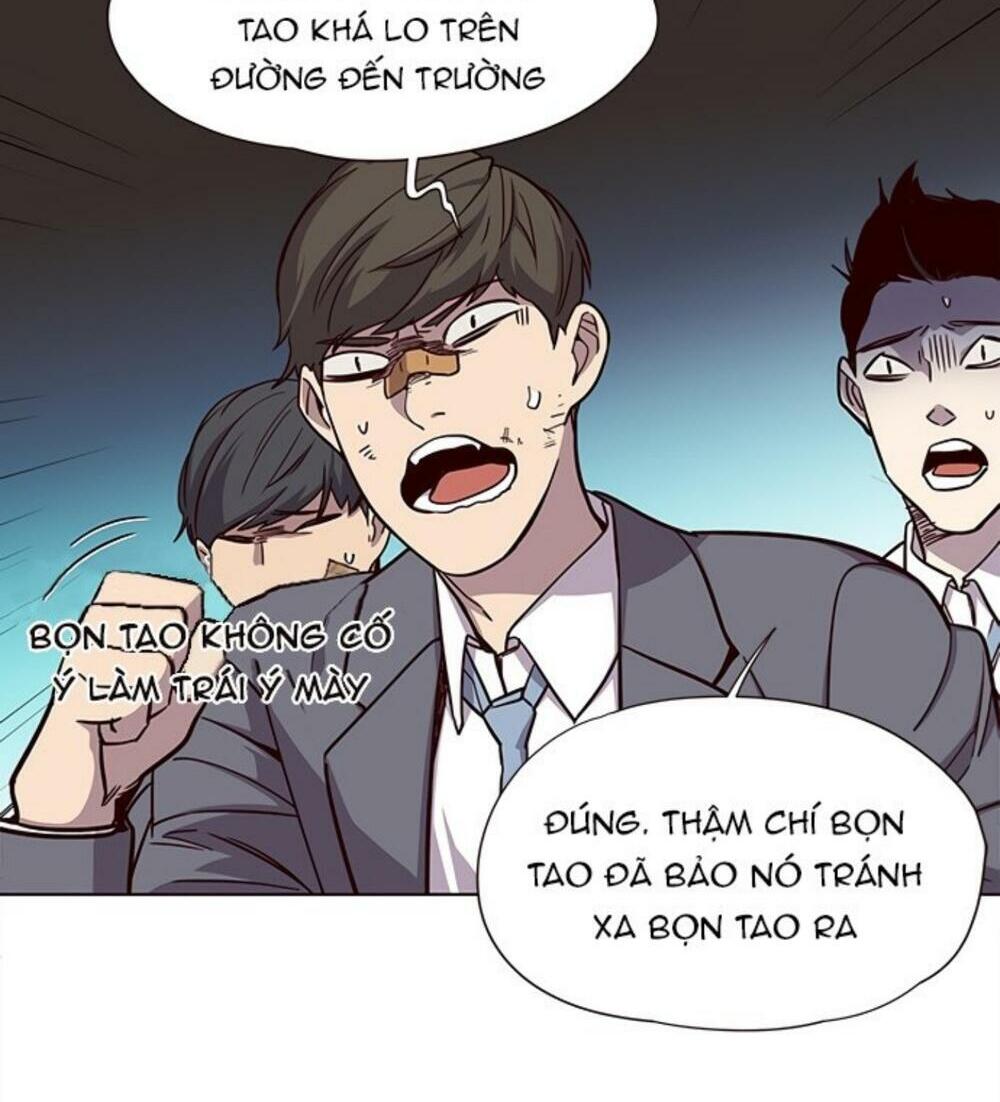 TAO KHÁ LO TRÊN
ĐƯỜNG ĐẾN TRƯỜNG
BỌN TAO KHÔNG CỐ
Ý LÀM TRÁI Ý MÀY
ĐÚNG. THẬM CHÍ BỌN
TAO ĐÃ BẢO NÓ TRÁNH
XA BỌN TAO RA